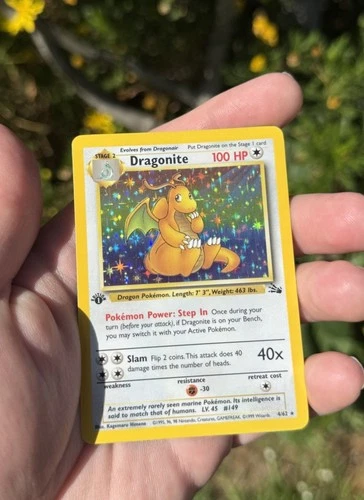 Evolves from Dragonair Put Dragonite on the Stage 1 card
STAGE 2
Dragonite 100 HP
Dragon Pokémon. Length: 7' 3", Weight: 463 lbs.
Pokémon Power: Step In Once during your
turn (before your attack), if Dragonite is on your Bench,
you may switch it with your Active Pokémon.
Slam Flip 2 coins. This attack does 40
damage times the number of heads.
40x
weakness resistance retreat cost
-30
An extremely rarely seen marine Pokémon. Its intelligence is
said to match that of humans. LV. 45 #149
Illus. Kagemaru Himeno ©1995, 96, 98 Nintendo, Creatures, GAMEFREAK. ©1999 Wizards. 4/62